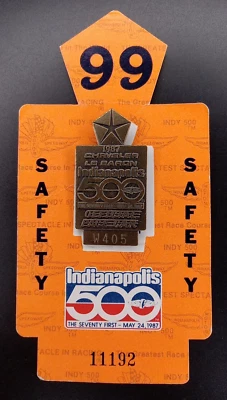 99
1987
CHRYSLER
LE BARON
Indianapolis
500
W405
SAFETY
SAFETY
Indianapolis
500
THE SEVENTY FIRST - MAY 24, 1987
11192